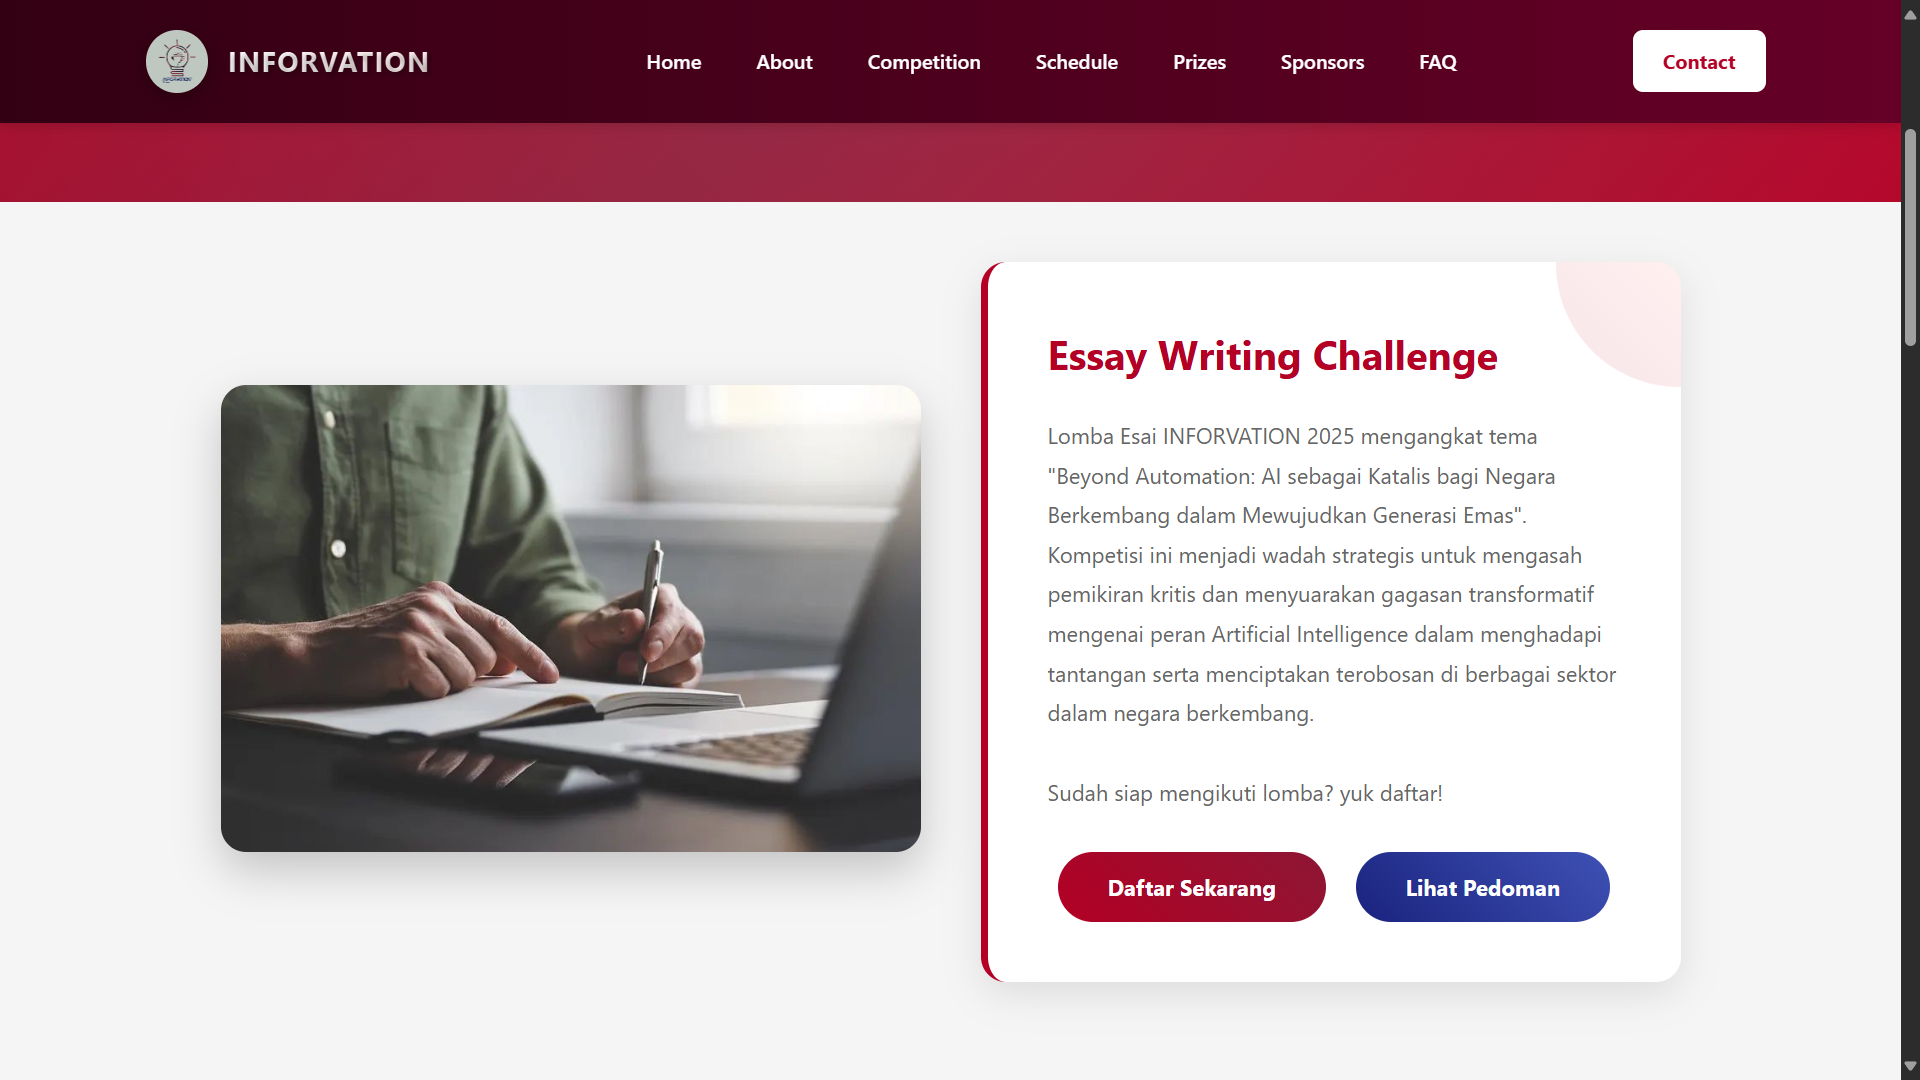 INFORVATION
Home
About
Competition
Schedule
Prizes
Sponsors
FAQ
Contact
Essay Writing Challenge
Lomba Esai INFORVATION 2025 mengangkat tema
"Beyond Automation: AI sebagai Katalis bagi Negara
Berkembang dalam Mewujudkan Generasi Emas".
Kompetisi ini menjadi wadah strategis untuk mengasah
pemikiran kritis dan menyuarakan gagasan transformatif
mengenai peran Artificial Intelligence dalam menghadapi
tantangan serta menciptakan terobosan di berbagai sektor
dalam negara berkembang.
Sudah siap mengikuti lomba? yuk daftar!
Daftar Sekarang
Lihat Pedoman